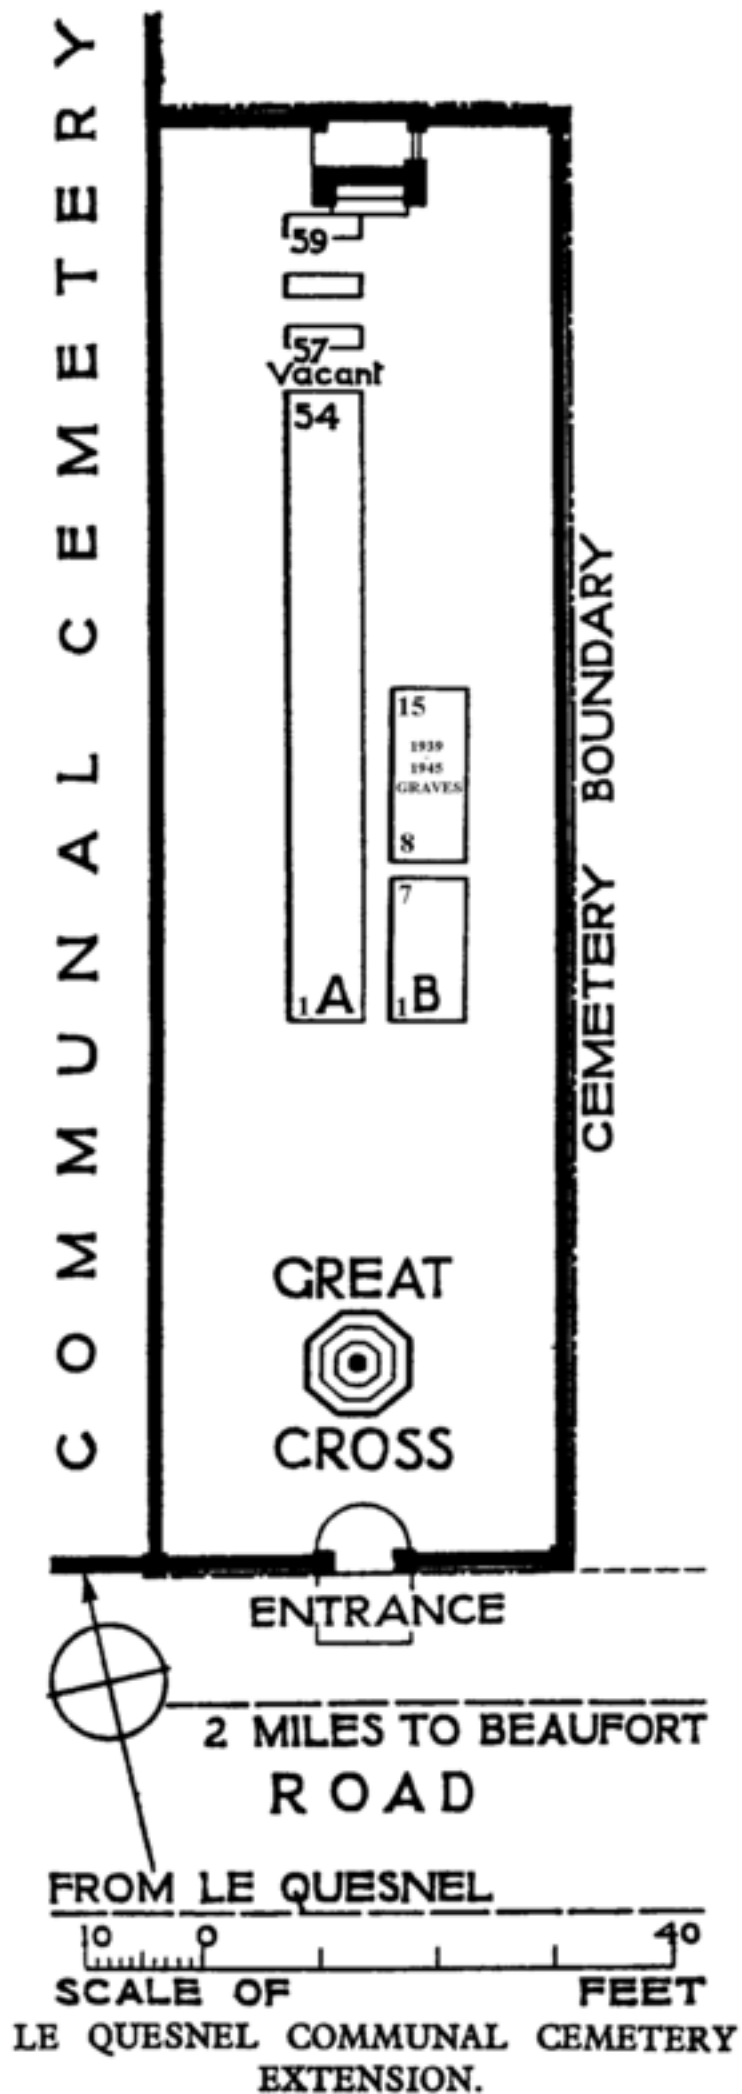 COMMUNAL CEMETERY
59
57
Vacant
54
15
1939
-
1945
GRAVES
8
7
1 A
1 B
CEMETERY BOUNDARY
GREAT
CROSS
ENTRANCE
2 MILES TO BEAUFORT
ROAD
FROM LE QUESNEL
10 0 40
SCALE OF FEET
LE QUESNEL COMMUNAL CEMETERY
EXTENSION.